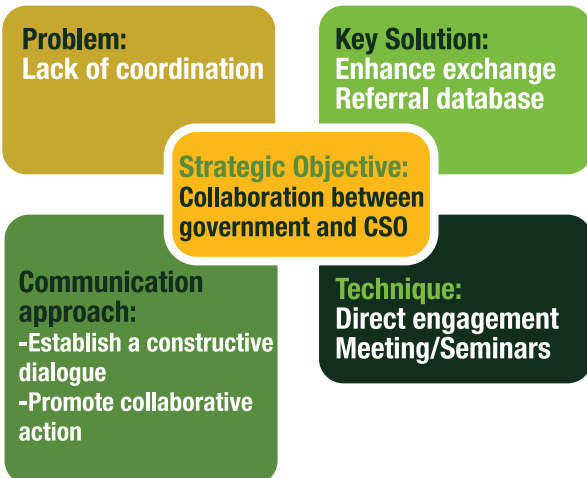 Problem:
Lack of coordination
Key Solution:
Enhance exchange
Referral database
Strategic Objective:
Collaboration between
government and CSO
Communication
approach:
-Establish a constructive
dialogue
-Promote collaborative
action
Technique:
Direct engagement
Meeting/Seminars